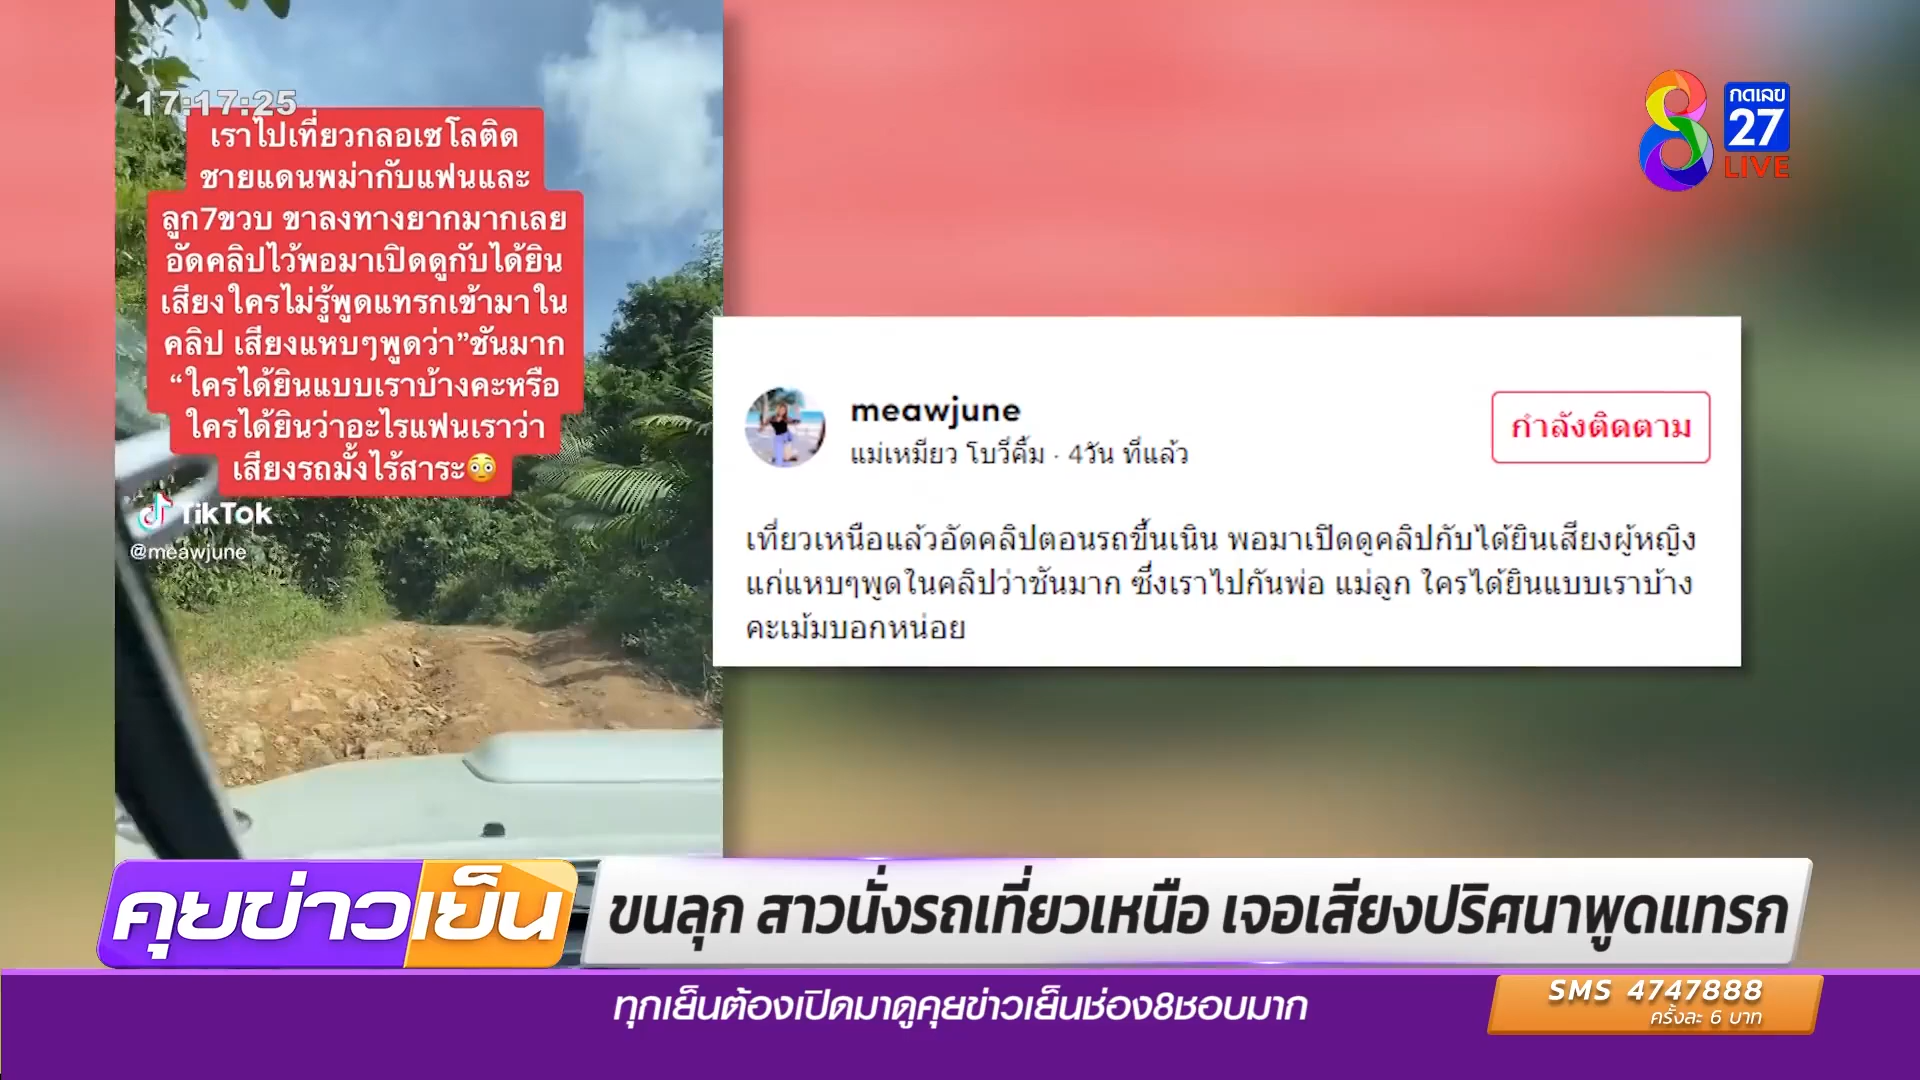 17:17:25
เราไปเที่ยวกลอเซโลติด
ชายแดนพม่ากับแฟนและ
ลูก7ขวบ ขาลงทางยากมากเลย
อัดคลิปไว้พอมาเปิดดูกับได้ยิน
เสียงใครไม่รู้พูดแทรกเข้ามาใน
คลิป เสียงแหบๆพูดว่า”ชันมาก
“ใครได้ยินแบบเราบ้างคะหรือ
ใครได้ยินว่าอะไรแฟนเราว่า
เสียงรถมั้งไร้สาระ😳
TikTok
@meawjune
8
กดเลข
27
LIVE
meawjune
แม่เหมียว โบวี่คิ้ม · 4วัน ที่แล้ว
กำลังติดตาม
เที่ยวเหนือแล้วอัดคลิปตอนรถขึ้นเนิน พอมาเปิดดูคลิปกับได้ยินเสียงผู้หญิง
แก่แหบๆพูดในคลิปว่าชันมาก ซึ่งเราไปกันพ่อ แม่ลูก ใครได้ยินแบบเราบ้าง
คะเม้มบอกหน่อย
คุยข่าวเย็น
ขนลุก สาวนั่งรถเที่ยวเหนือ เจอเสียงปริศนาพูดแทรก
ทุกเย็นต้องเปิดมาดูคุยข่าวเย็นช่อง8ชอบมาก
SMS 4747888
ครั้งละ 6 บาท